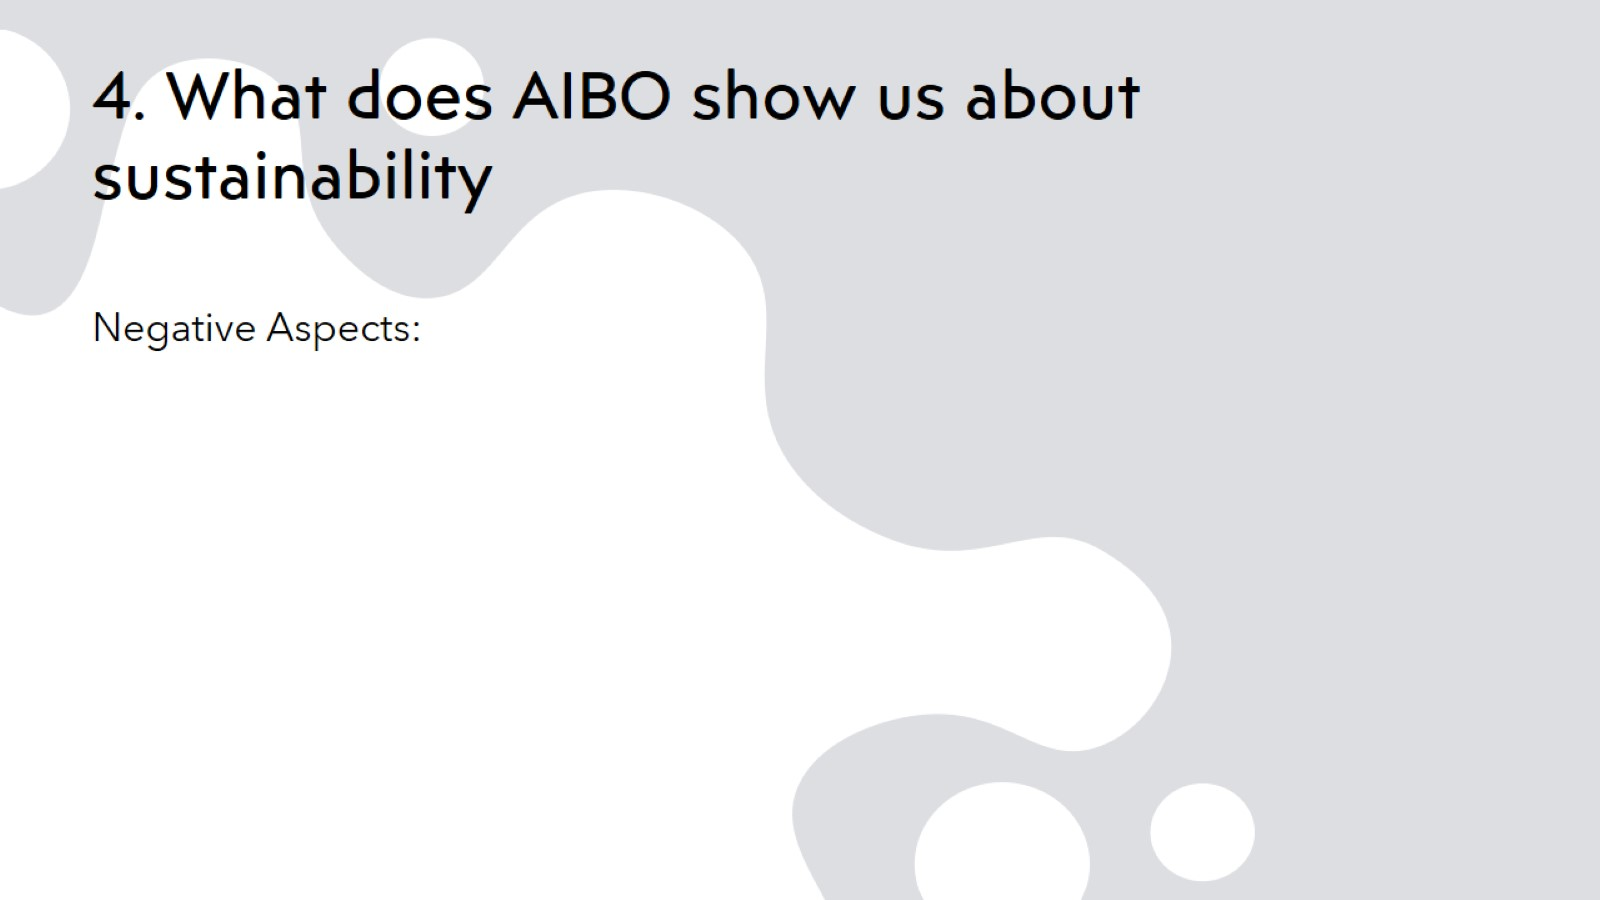 4. What does AIBO show us about
sustainability
Negative Aspects: